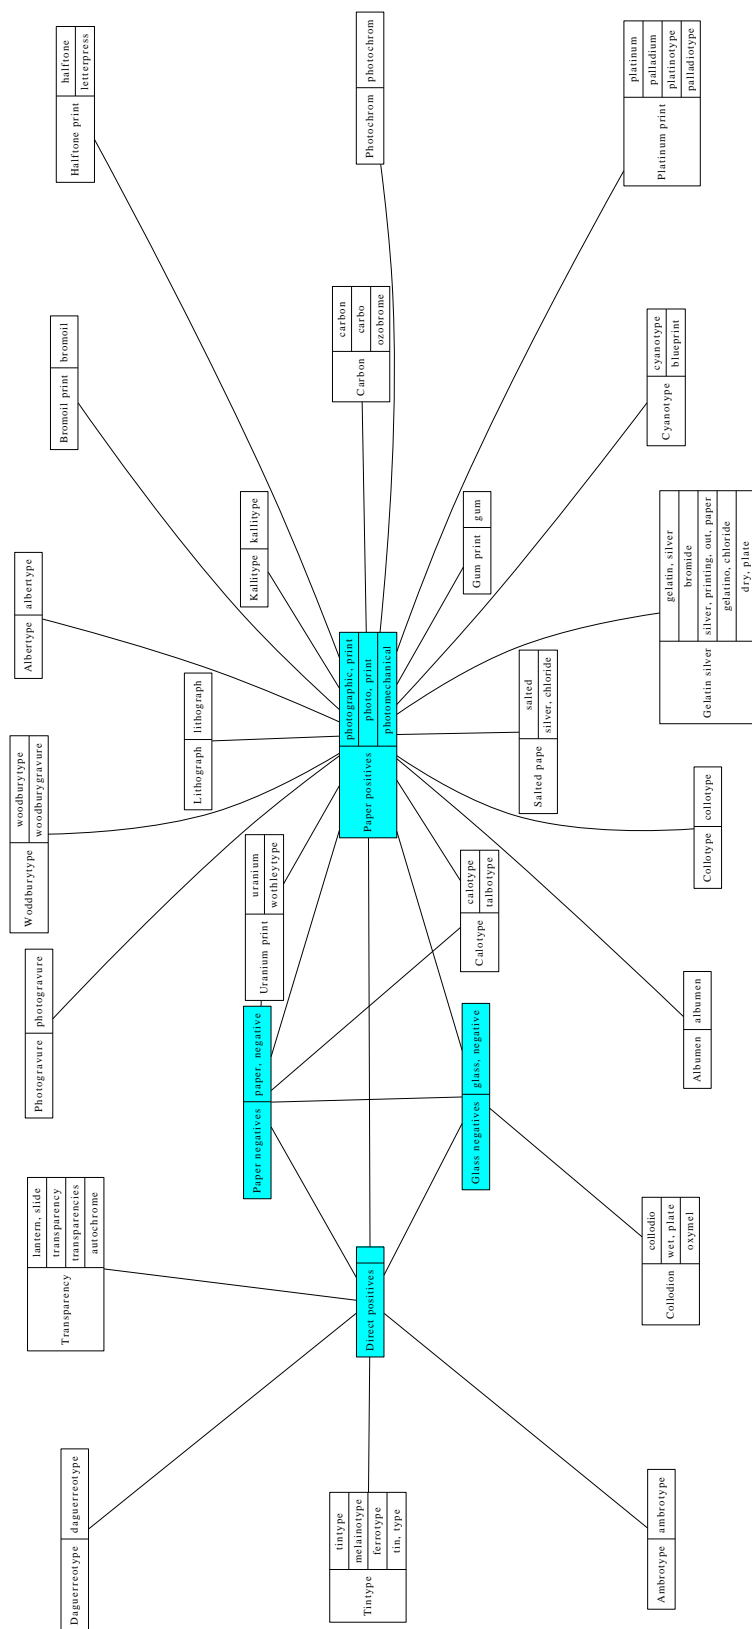 Halftone print
halftone
letterpress
Photochrom
photochrom
Platinum print
platinum
palladium
platinotype
palladiotype
Bromoil print
bromoil
Carbon
carbon
carbo
ozobrome
Cyanotype
cyanotype
blueprint
Albertype
albertype
Kallitype
kallitype
Gum print
gum
Gelatin silver
gelatin, silver
bromide
silver, printing, out, paper
gelatino, chloride
dry, plate
Woddburytype
woodburytype
woodburygravure
Lithograph
lithograph
Paper positives
photographic, print
photo, print
photomechanical
Salted pape
salted
silver, chloride
Collotype
collotype
Photogravure
photogravure
Uranium print
uranium
wothleytype
Calotype
calotype
talbotype
Albumen
albumen
Paper negatives
paper, negative
Glass negatives
glass, negative
Transparency
lantern, slide
transparency
transparencies
autochrome
Direct positives
Collodion
collodio
wet, plate
oxymel
Daguerreotype
daguerreotype
Tintype
tintype
melainotype
ferrotype
tin, type
Ambrotype
ambrotype